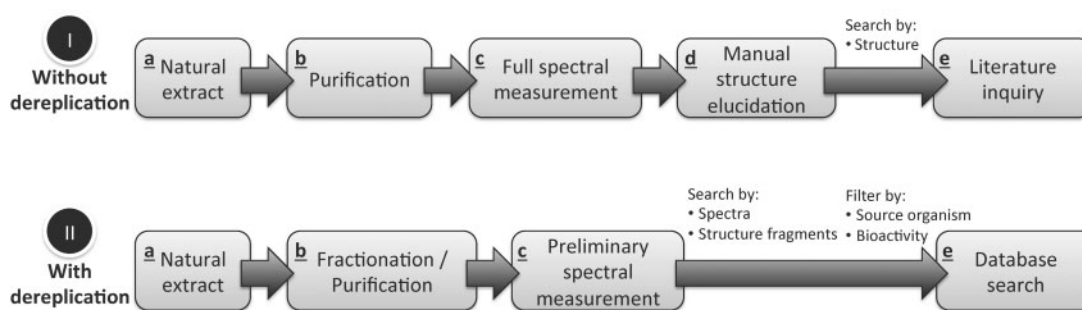 I
Without
dereplication
a Natural
extract
b
Purification
c Full spectral
measurement
d Manual
structure
elucidation
Search by:
• Structure
e Literature
inquiry
II
With
dereplication
a Natural
extract
b Fractionation /
Purification
c Preliminary
spectral
measurement
Search by:
• Spectra
• Structure fragments
Filter by:
• Source organism
• Bioactivity
e Database
search